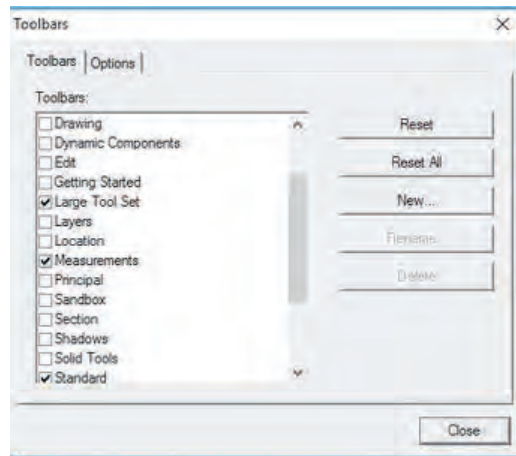 Toolbars
Toolbars
Options
Toolbars:
Drawing
Dynamic Components
Edit
Getting Started
Large Tool Set
Layers
Location
Measurements
Principal
Sandbox
Section
Shadows
Solid Tools
Standard
Reset
Reset All
New...
Rename...
Delete
Close